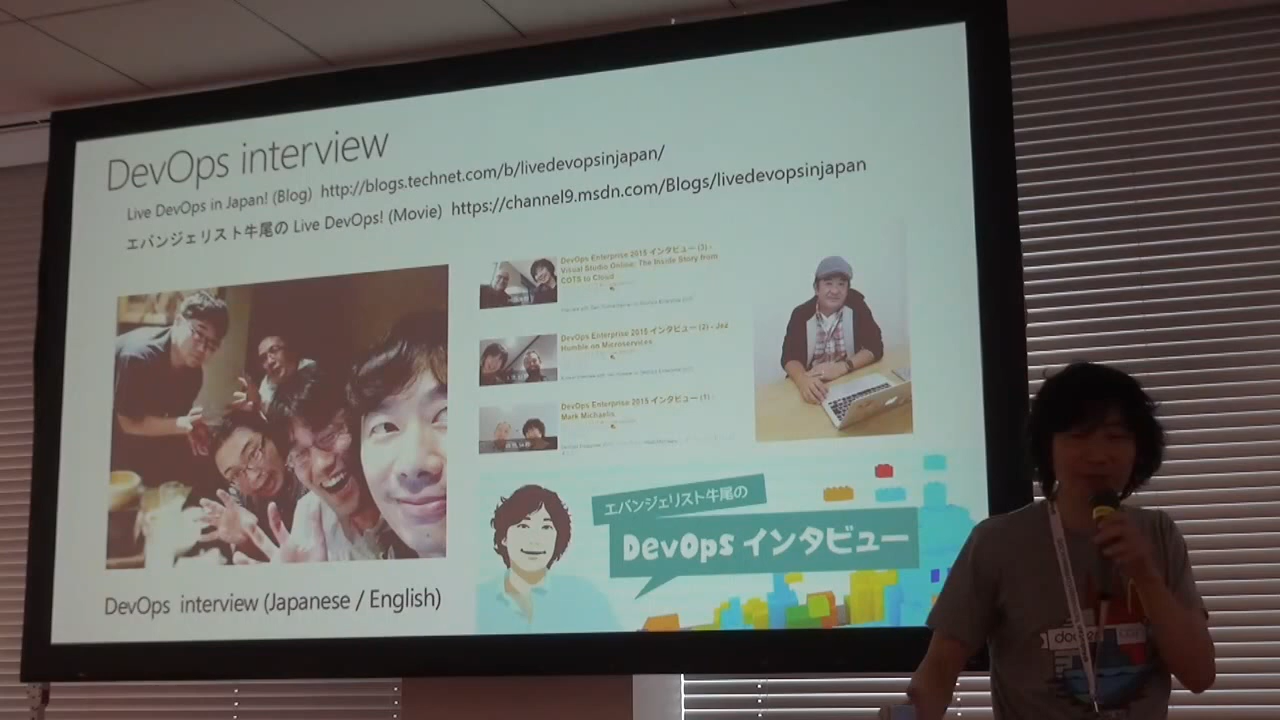 DevOps interview
Live DevOps in Japan! (Blog) http://blogs.technet.com/b/livedevopsinjapan/
エバンジェリスト牛尾の Live DevOps! (Movie) https://channel9.msdn.com/Blogs/livedevopsinjapan
DevOps Enterprise 2015 インタビュー (3) -
Visual Studio Online: The Inside Story from
COTS to Cloud
DevOps Enterprise 2015 インタビュー (2) - Jez
Humble on Microservices
DevOps Enterprise 2015 インタビュー (1) -
Mark Michaelis
エバンジェリスト牛尾の
DevOps インタビュー
DevOps interview (Japanese / English)